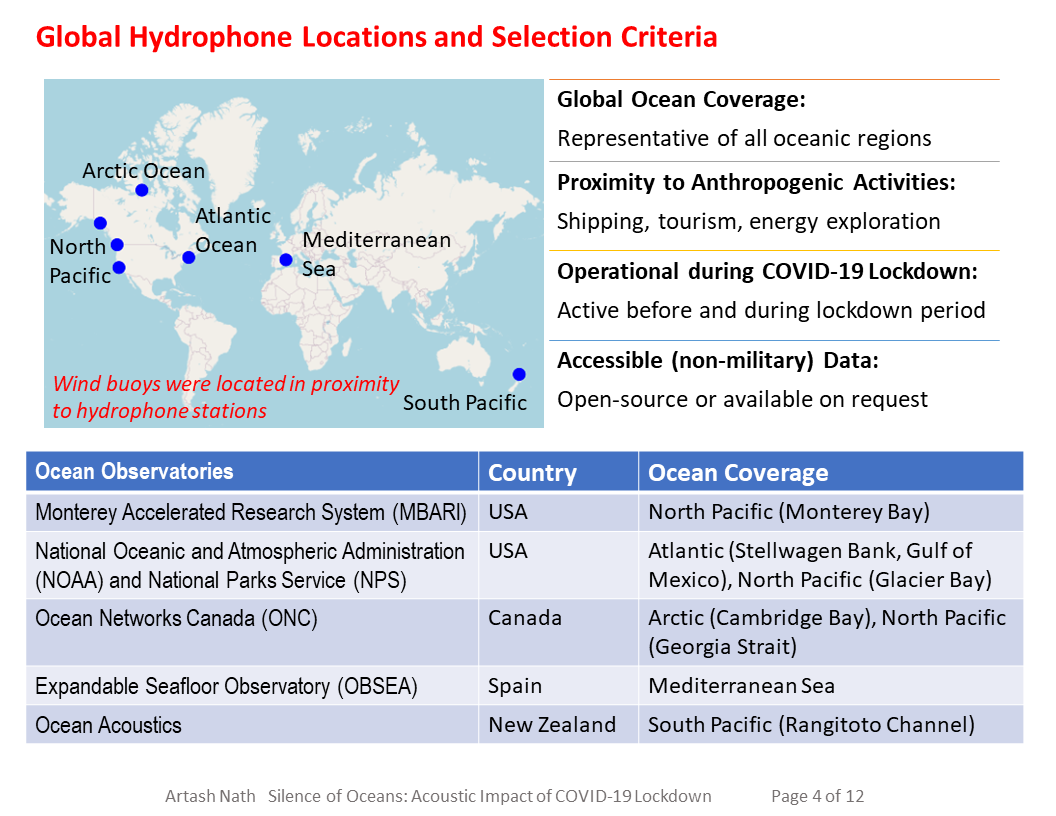 Global Hydrophone Locations and Selection Criteria
Arctic Ocean
Atlantic
Ocean
North
Pacific
Mediterranean
Sea
South Pacific
Wind buoys were located in proximity
to hydrophone stations
Global Ocean Coverage:
Representative of all oceanic regions
Proximity to Anthropogenic Activities:
Shipping, tourism, energy exploration
Operational during COVID-19 Lockdown:
Active before and during lockdown period
Accessible (non-military) Data:
Open-source or available on request
Ocean Observatories Country Ocean Coverage
Monterey Accelerated Research System (MBARI) USA North Pacific (Monterey Bay)
National Oceanic and Atmospheric Administration
(NOAA) and National Parks Service (NPS)
USA
Atlantic (Stellwagen Bank, Gulf of
Mexico), North Pacific (Glacier Bay)
Ocean Networks Canada (ONC) Canada
Arctic (Cambridge Bay), North Pacific
(Georgia Strait)
Expandable Seafloor Observatory (OBSEA) Spain Mediterranean Sea
Ocean Acoustics New Zealand South Pacific (Rangitoto Channel)
Artash Nath Silence of Oceans: Acoustic Impact of COVID-19 Lockdown Page 4 of 12